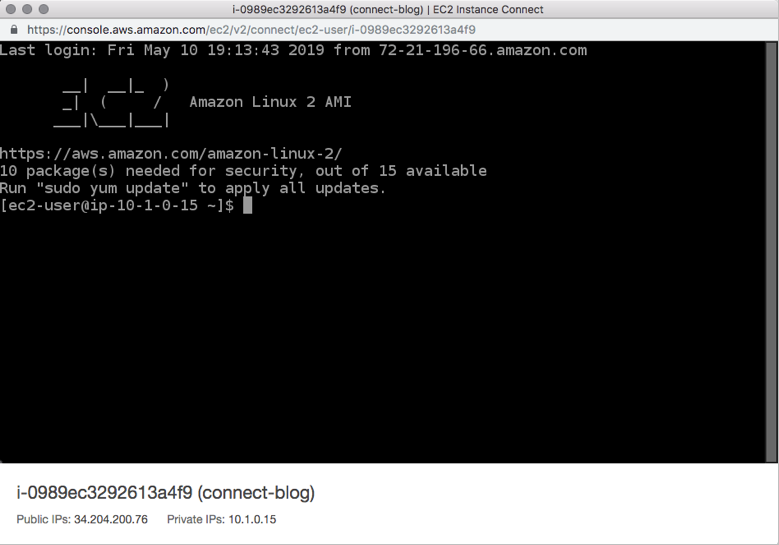 i-0989ec3292613a4f9 (connect-blog) | EC2 Instance Connect
https://console.aws.amazon.com/ec2/v2/connect/ec2-user/i-0989ec3292613a4f9
Last login: Fri May 10 19:13:43 2019 from 72-21-196-66.amazon.com
       __|  __|_  )
       _|  (     /   Amazon Linux 2 AMI
      ___|\___|___|
https://aws.amazon.com/amazon-linux-2/
10 package(s) needed for security, out of 15 available
Run "sudo yum update" to apply all updates.
[ec2-user@ip-10-1-0-15 ~]$
i-0989ec3292613a4f9 (connect-blog)
Public IPs: 34.204.200.76 Private IPs: 10.1.0.15